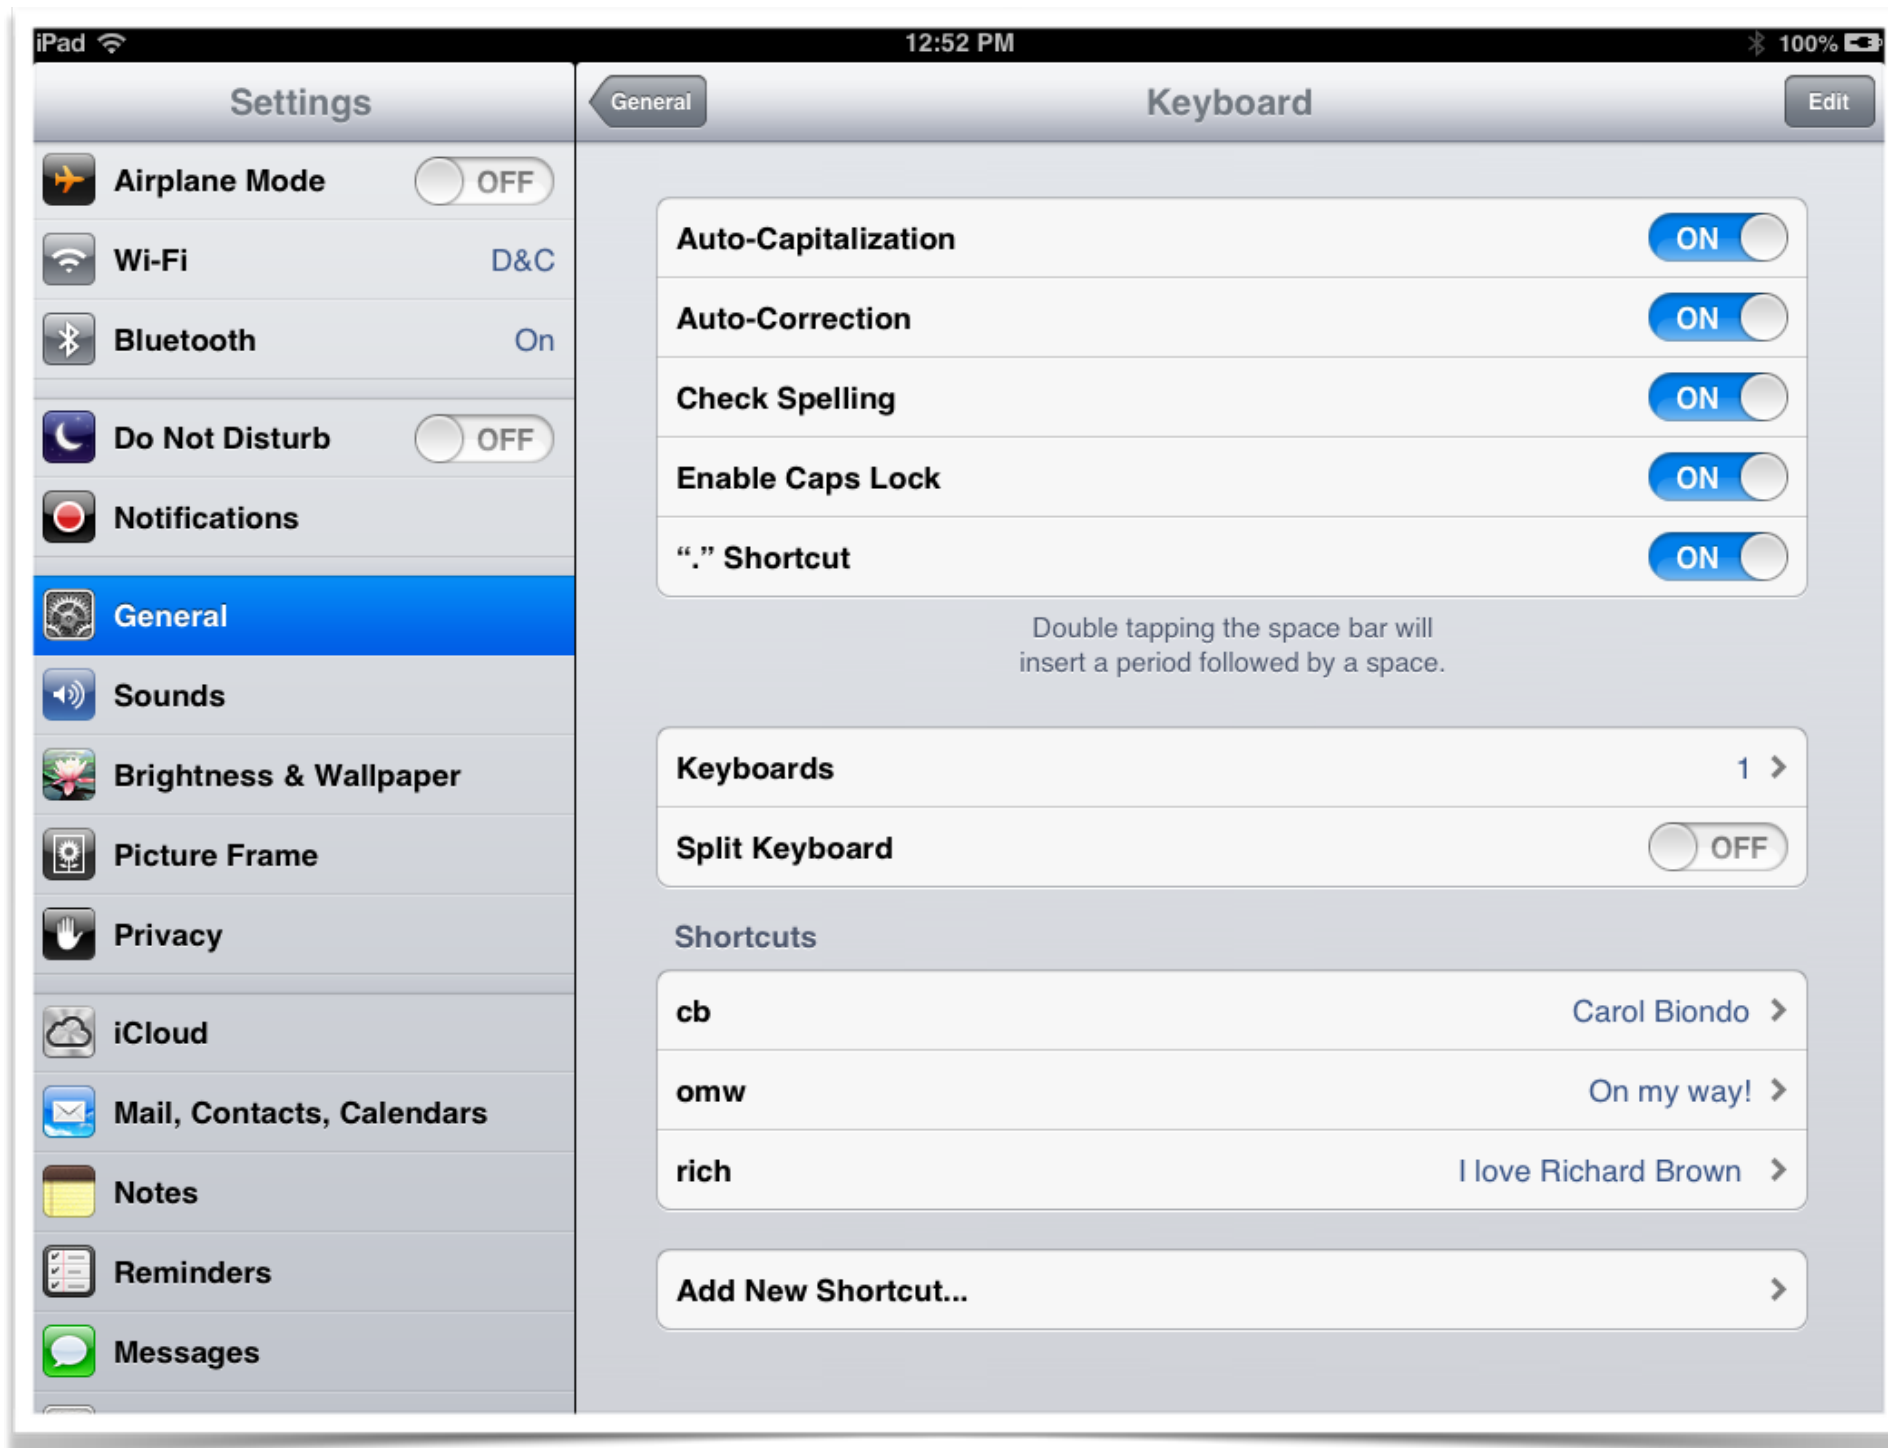 iPad 12:52 PM 100%
Settings
Airplane Mode OFF
Wi-Fi D&C
Bluetooth On
Do Not Disturb OFF
Notifications
General
Sounds
Brightness & Wallpaper
Picture Frame
Privacy
iCloud
Mail, Contacts, Calendars
Notes
Reminders
Messages
General Keyboard Edit
Auto-Capitalization ON
Auto-Correction ON
Check Spelling ON
Enable Caps Lock ON
“.” Shortcut ON
Double tapping the space bar will
insert a period followed by a space.
Keyboards 1
Split Keyboard OFF
Shortcuts
cb Carol Biondo
omw On my way!
rich I love Richard Brown
Add New Shortcut...